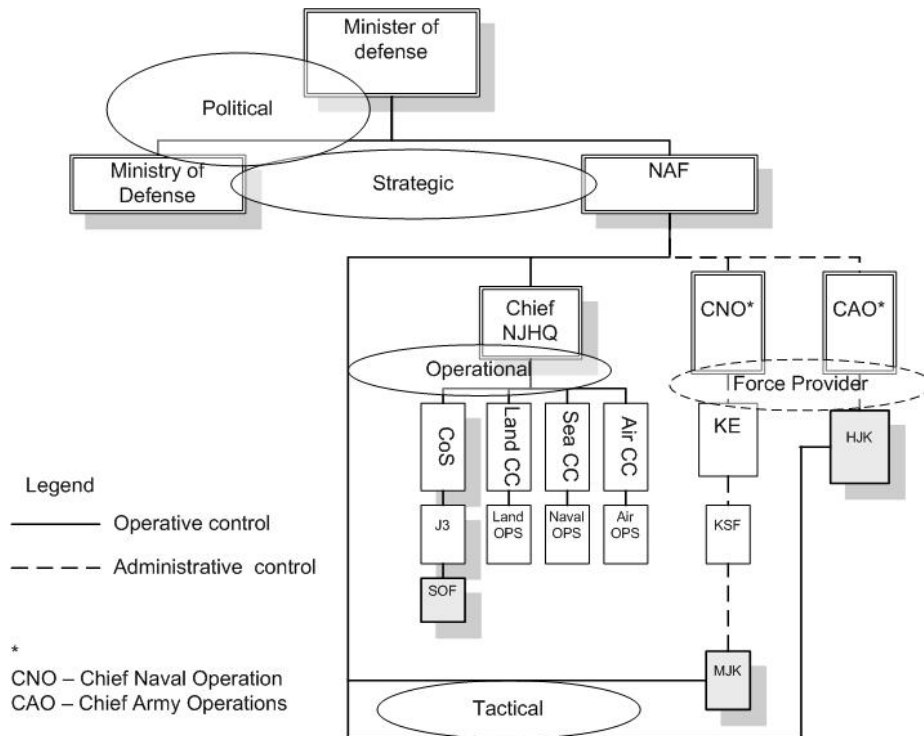 Minister of
defense
Political
Ministry of
Defense
Strategic
NAF
Chief
NJHQ
CNO*
CAO*
Operational
Force Provider
CoS
Land CC
Sea CC
Air CC
KE
HJK
J3
Land
OPS
Naval
OPS
Air
OPS
KSF
SOF
MJK
Tactical
Legend
Operative control
Administrative control
*
CNO – Chief Naval Operation
CAO – Chief Army Operations